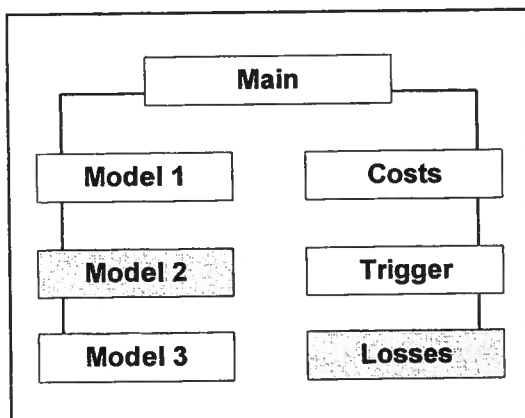 Main
Model 1
Costs
Model 2
Trigger
Model 3
Losses